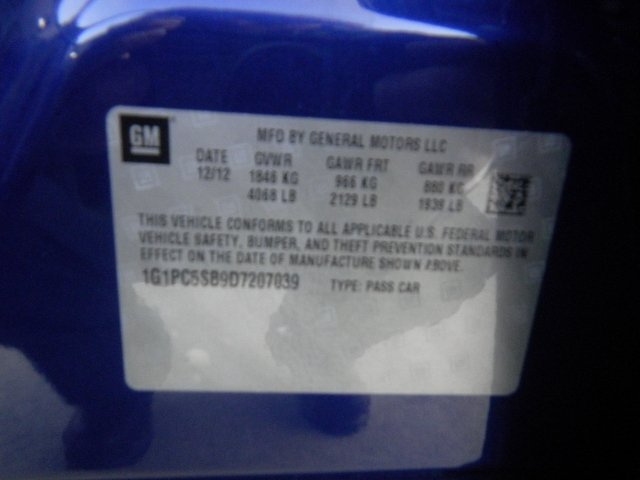 GM
MFD BY GENERAL MOTORS LLC
DATE GVWR GAWR FRT GAWR RR
12/12 1846 KG 966 KG 880 KG
4068 LB 2129 LB 1939 LB
THIS VEHICLE CONFORMS TO ALL APPLICABLE U.S. FEDERAL MOTOR
VEHICLE SAFETY, BUMPER, AND THEFT PREVENTION STANDARDS IN
EFFECT ON THE DATE OF MANUFACTURE SHOWN ABOVE.
1G1PC5SB9D7207039 TYPE: PASS CAR